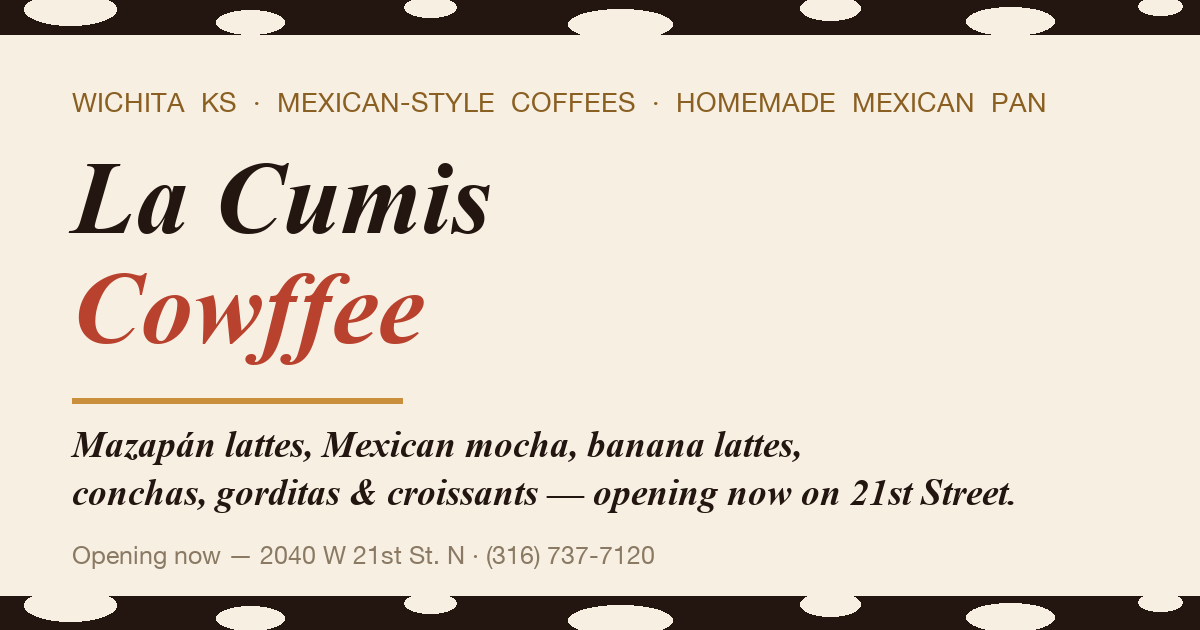 WICHITA KS · MEXICAN-STYLE COFFEES · HOMEMADE MEXICAN PAN
La Cumis
Cowffee
Mazapán lattes, Mexican mocha, banana lattes,
conchas, gorditas & croissants — opening now on 21st Street.
Opening now — 2040 W 21st St. N · (316) 737-7120